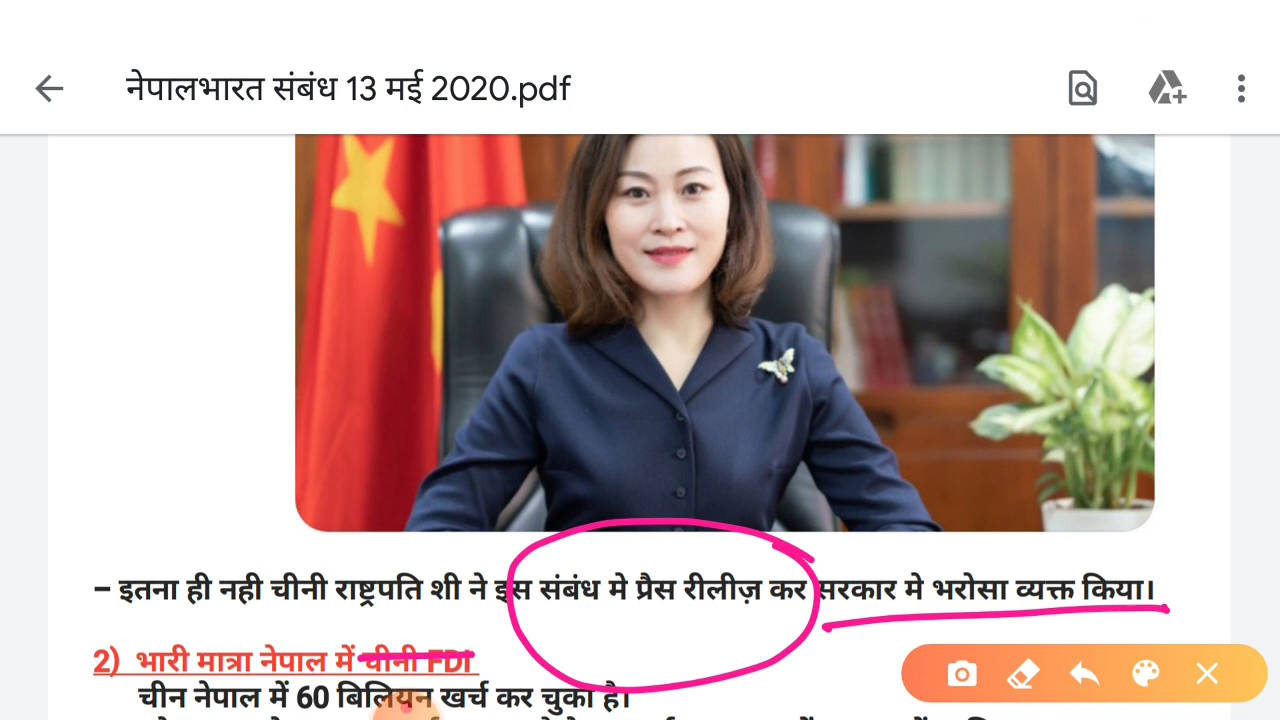 नेपालभारत संबंध 13 मई 2020.pdf
– इतना ही नही चीनी राष्ट्रपति शी ने इस संबंध मे प्रैस रीलीज़ कर सरकार मे भरोसा व्यक्त किया।
2) भारी मात्रा नेपाल में चीनी FDI
चीन नेपाल में 60 बिलियन खर्च कर चुका है।